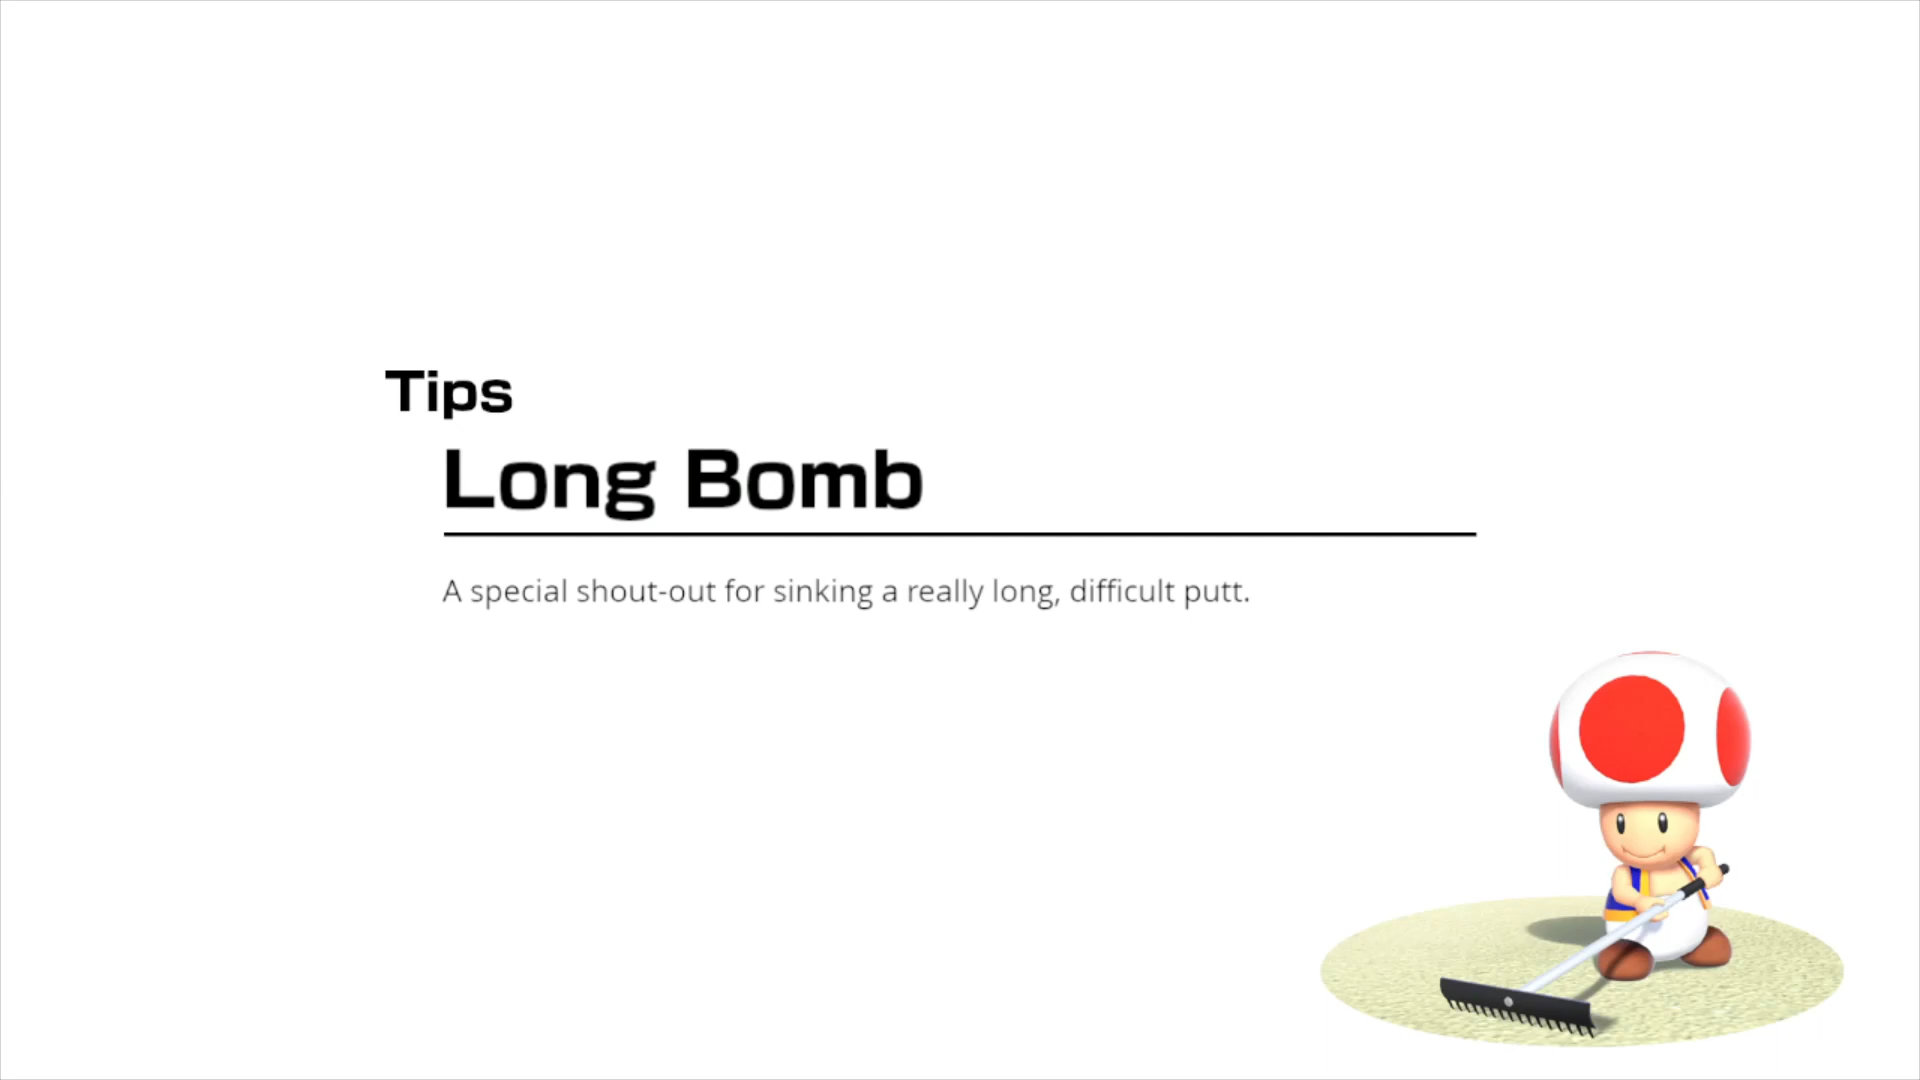 Tips
Long Bomb
A special shout-out for sinking a really long, difficult putt.